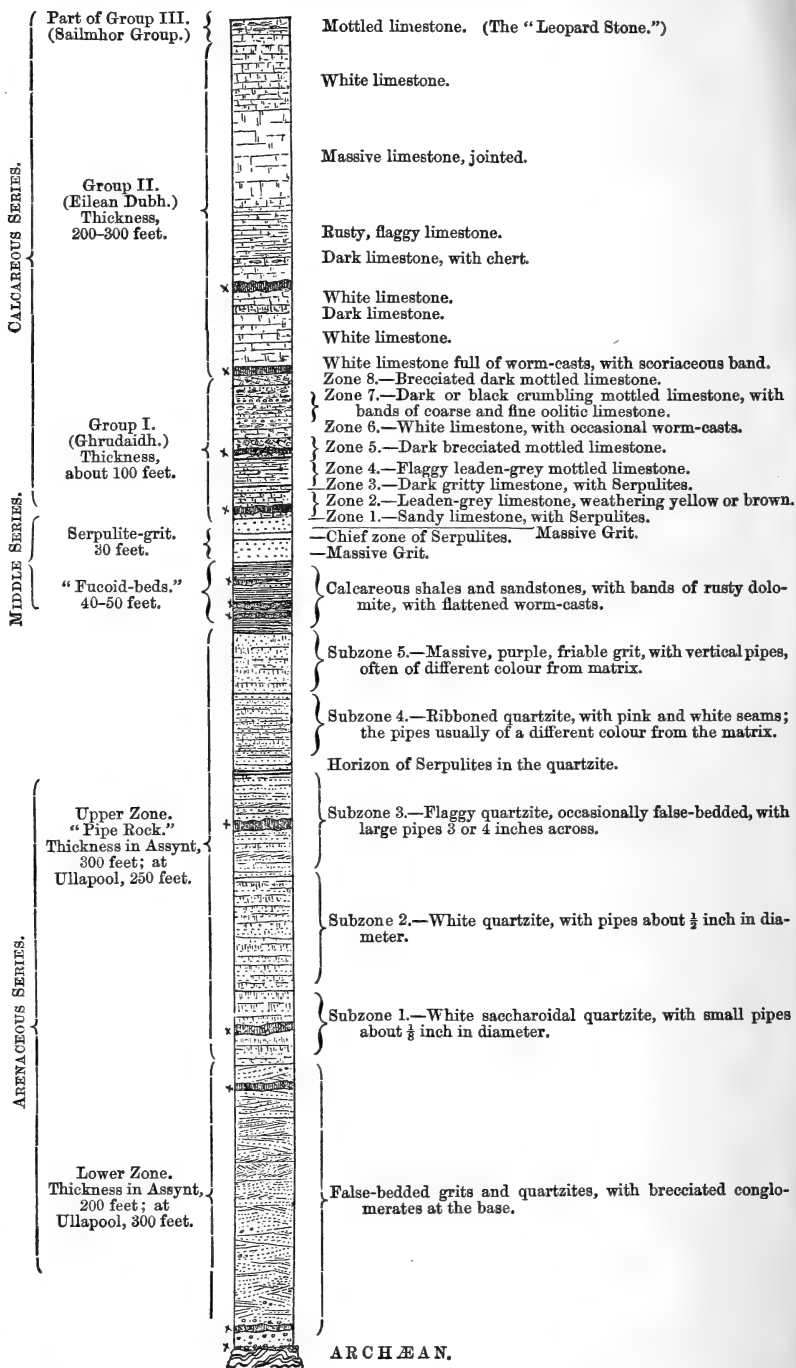 Part of Group III.
(Sailmhor Group.)
Mottled limestone. (The "Leopard Stone.")
White limestone.
Massive limestone, jointed.
CALCAREOUS SERIES.
Group II.
(Eilean Dubh.)
Thickness,
200–300 feet.
Rusty, flaggy limestone.
Dark limestone, with chert.
White limestone.
Dark limestone.
White limestone.
White limestone full of worm-casts, with scoriaceous band.
Zone 8.—Brecciated dark mottled limestone.
Zone 7.—Dark or black crumbling mottled limestone, with
bands of coarse and fine oolitic limestone.
Zone 6.—White limestone, with occasional worm-casts.
Group I.
(Ghrudaidh.)
Thickness,
about 100 feet.
Zone 5.—Dark brecciated mottled limestone.
Zone 4.—Flaggy leaden-grey mottled limestone.
Zone 3.—Dark gritty limestone, with Serpulites.
Zone 2.—Leaden-grey limestone, weathering yellow or brown.
Zone 1.—Sandy limestone, with Serpulites.
MIDDLE SERIES.
Serpulite-grit.
30 feet.
—Chief zone of Serpulites. Massive Grit.
—Massive Grit.
"Fucoid-beds."
40–50 feet.
Calcareous shales and sandstones, with bands of rusty dolo-
mite, with flattened worm-casts.
Subzone 5.—Massive, purple, friable grit, with vertical pipes,
often of different colour from matrix.
Subzone 4.—Ribboned quartzite, with pink and white seams;
the pipes usually of a different colour from the matrix.
Horizon of Serpulites in the quartzite.
ARENACEOUS SERIES.
Upper Zone.
"Pipe Rock."
Thickness in Assynt,
300 feet; at
Ullapool, 250 feet.
Subzone 3.—Flaggy quartzite, occasionally false-bedded, with
large pipes 3 or 4 inches across.
Subzone 2.—White quartzite, with pipes about ½ inch in dia-
meter.
Subzone 1.—White saccharoidal quartzite, with small pipes
about ⅛ inch in diameter.
Lower Zone.
Thickness in Assynt,
200 feet; at
Ullapool, 300 feet.
False-bedded grits and quartzites, with brecciated conglo-
merates at the base.
ARCHÆAN.